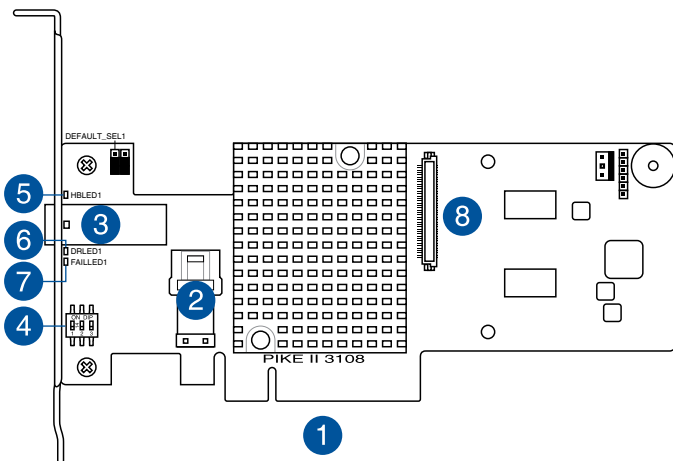 DEFAULT_SEL1
5
HBLED1
3
8
6
DRLED1
FAILLED1
7
2
4
ON DIP
1 2 3
PIKE II 3108
1